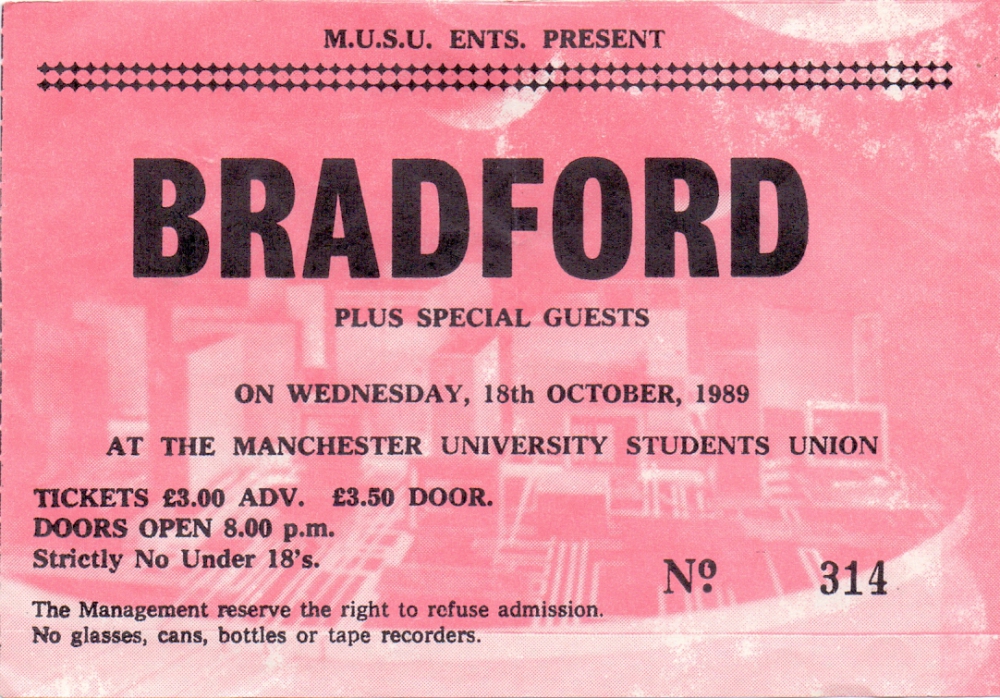 M.U.S.U. ENTS. PRESENT
BRADFORD
PLUS SPECIAL GUESTS
ON WEDNESDAY, 18th OCTOBER, 1989
AT THE MANCHESTER UNIVERSITY STUDENTS UNION
TICKETS £3.00 ADV. £3.50 DOOR.
DOORS OPEN 8.00 p.m.
Strictly No Under 18's.
Nº 314
The Management reserve the right to refuse admission.
No glasses, cans, bottles or tape recorders.